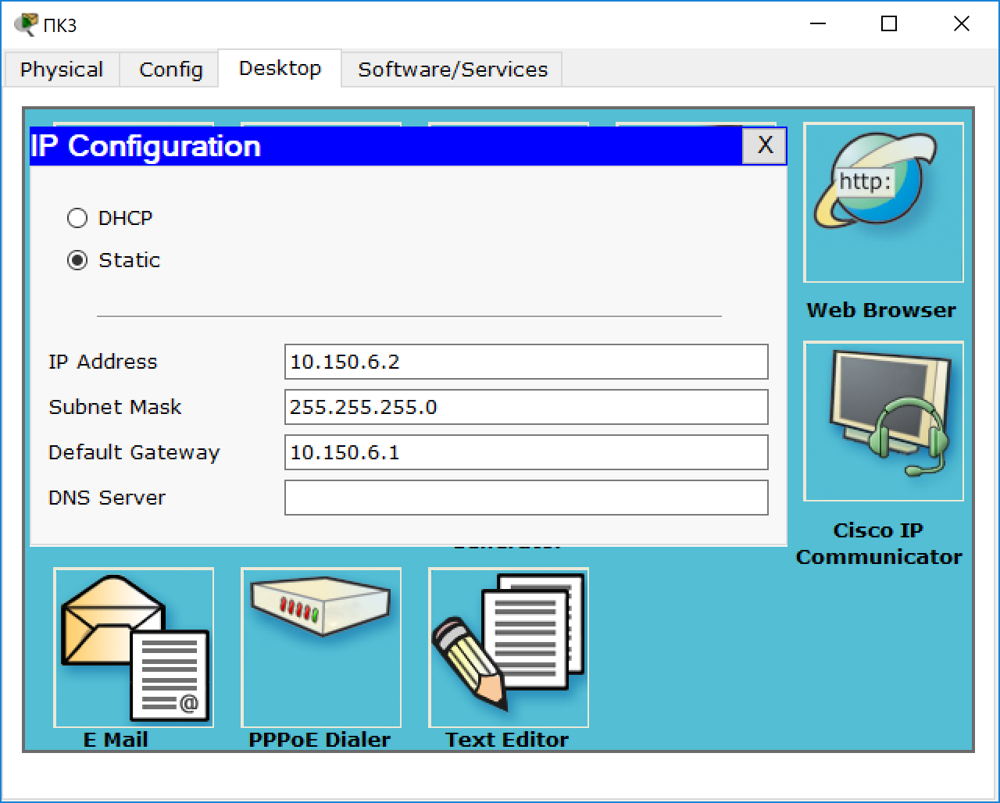 ПК3
Physical
Config
Desktop
Software/Services
IP Configuration
X
DHCP
Static
IP Address
10.150.6.2
Subnet Mask
255.255.255.0
Default Gateway
10.150.6.1
DNS Server
http:
Web Browser
Cisco IP
Communicator
@
E Mail
PPPoE Dialer
Text Editor